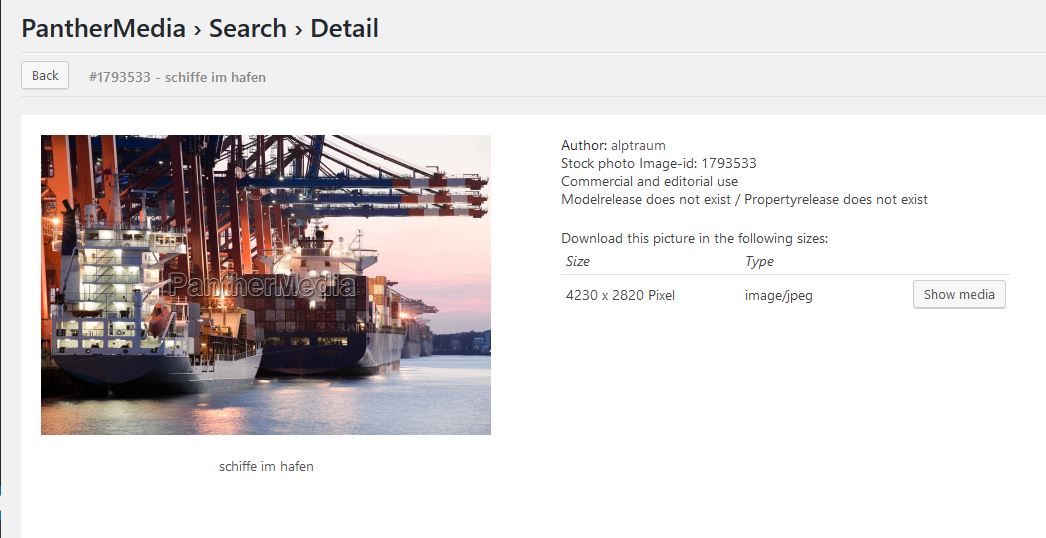 PantherMedia › Search › Detail
Back
#1793533 - schiffe im hafen
PantherMedia
schiffe im hafen
Author: alptraum
Stock photo Image-id: 1793533
Commercial and editorial use
Modelrelease does not exist / Propertyrelease does not exist
Download this picture in the following sizes:
Size Type
4230 x 2820 Pixel image/jpeg Show media